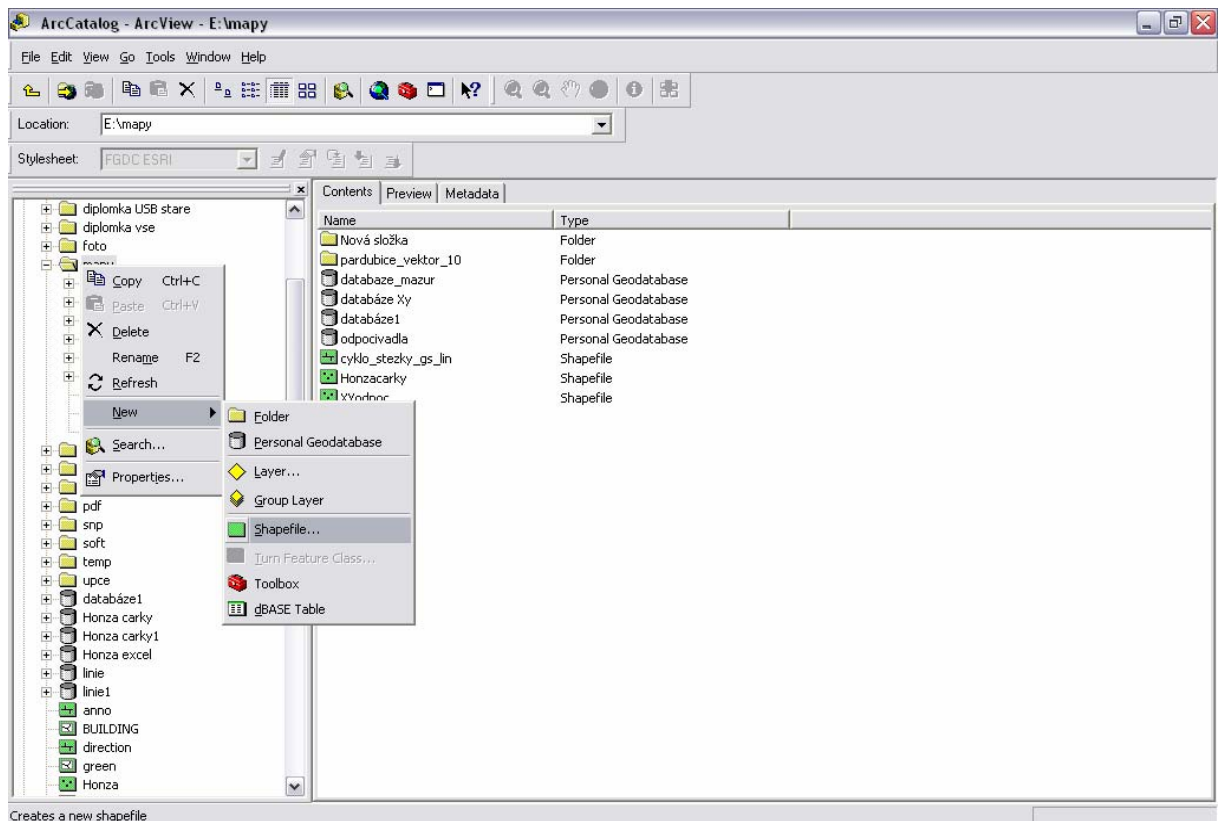 ArcCatalog - ArcView - E:\mapy
File Edit View Go Tools Window Help
Location: E:\mapy
Stylesheet: FGDC ESRI
Contents Preview Metadata
Name Type
Nová složka Folder
pardubice_vektor_10 Folder
databaze_mazur Personal Geodatabase
databáze Xy Personal Geodatabase
databáze1 Personal Geodatabase
odpocivadla Personal Geodatabase
cyklo_stezky_gs_lin Shapefile
Honzacarky Shapefile
XYodpoc Shapefile
diplomka USB stare
diplomka vse
foto
mapy
Copy Ctrl+C
Paste Ctrl+V
Delete
Rename F2
Refresh
New
Search...
Properties...
Folder
Personal Geodatabase
Layer...
Group Layer
Shapefile...
Turn Feature Class...
Toolbox
dBASE Table
pdf
snp
soft
temp
upce
databáze1
Honza carky
Honza carky1
Honza excel
linie
linie1
anno
BUILDING
direction
green
Honza
Creates a new shapefile